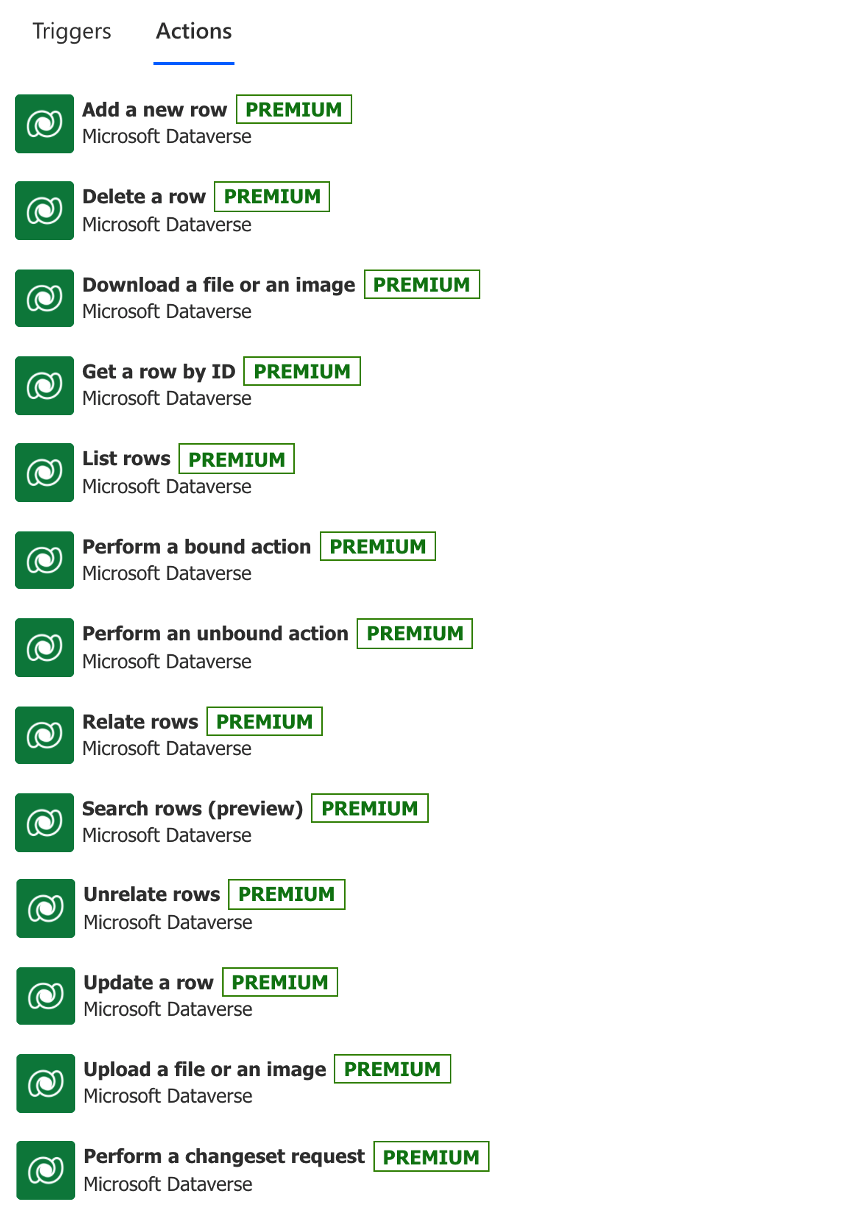 Triggers Actions
Add a new row PREMIUM
Microsoft Dataverse
Delete a row PREMIUM
Microsoft Dataverse
Download a file or an image PREMIUM
Microsoft Dataverse
Get a row by ID PREMIUM
Microsoft Dataverse
List rows PREMIUM
Microsoft Dataverse
Perform a bound action PREMIUM
Microsoft Dataverse
Perform an unbound action PREMIUM
Microsoft Dataverse
Relate rows PREMIUM
Microsoft Dataverse
Search rows (preview) PREMIUM
Microsoft Dataverse
Unrelate rows PREMIUM
Microsoft Dataverse
Update a row PREMIUM
Microsoft Dataverse
Upload a file or an image PREMIUM
Microsoft Dataverse
Perform a changeset request PREMIUM
Microsoft Dataverse